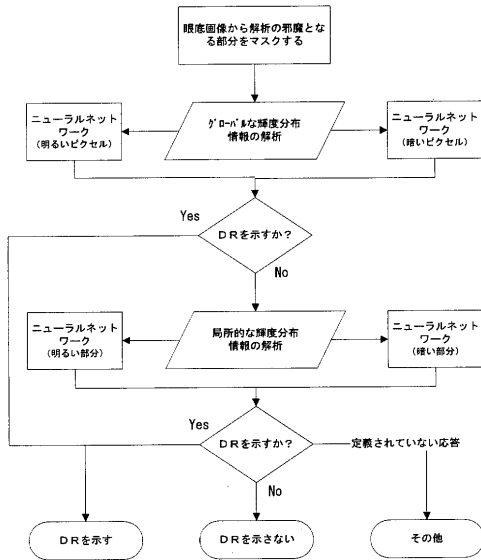 眼底画像から解析の邪魔とな
る部分をマスクする
ニューラルネット
ワーク
(明るいピクセル)
グローバルな輝度分布
情報の解析
ニューラルネット
ワーク
(暗いピクセル)
Yes
DRを示すか?
No
ニューラルネット
ワーク
(明るい部分)
局所的な輝度分布
情報の解析
ニューラルネット
ワーク
(暗い部分)
Yes
DRを示すか?
定義されていない応答
No
DRを示す
DRを示さない
その他